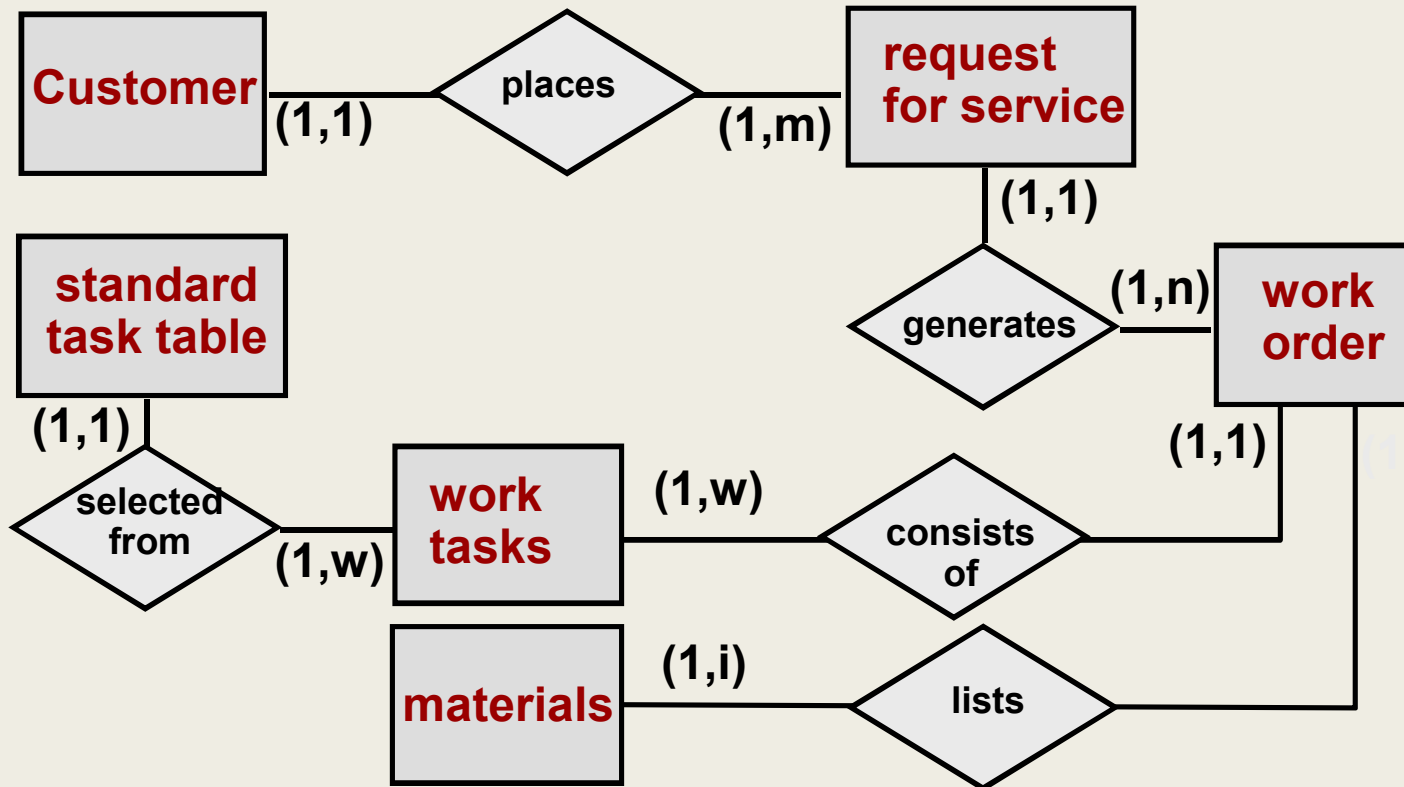 Customer
(1,1)
places
(1,m)
request
for service
(1,1)
standard
task table
(1,1)
generates
(1,n)
work
order
(1,1)
selected
from
(1,w)
work
tasks
(1,w)
consists
of
materials
(1,i)
lists